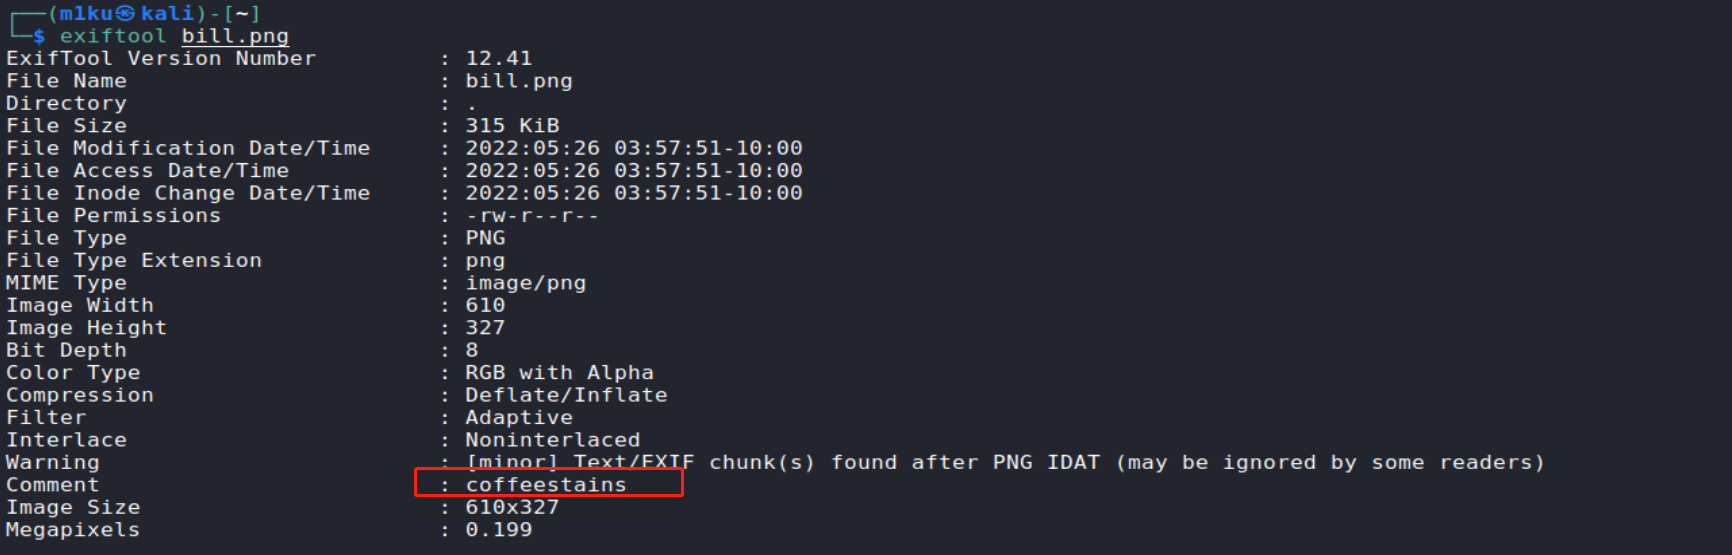 ┌──(m1ku㉿kali)-[~]
└─$ exiftool bill.png
ExifTool Version Number         : 12.41
File Name                       : bill.png
Directory                       : .
File Size                       : 315 KiB
File Modification Date/Time     : 2022:05:26 03:57:51-10:00
File Access Date/Time           : 2022:05:26 03:57:51-10:00
File Inode Change Date/Time     : 2022:05:26 03:57:51-10:00
File Permissions                : -rw-r--r--
File Type                       : PNG
File Type Extension             : png
MIME Type                       : image/png
Image Width                     : 610
Image Height                    : 327
Bit Depth                       : 8
Color Type                      : RGB with Alpha
Compression                     : Deflate/Inflate
Filter                          : Adaptive
Interlace                       : Noninterlaced
Warning                         : [minor] Text/EXIF chunk(s) found after PNG IDAT (may be ignored by some readers)
Comment                         : coffeestains
Image Size                      : 610x327
Megapixels                      : 0.199